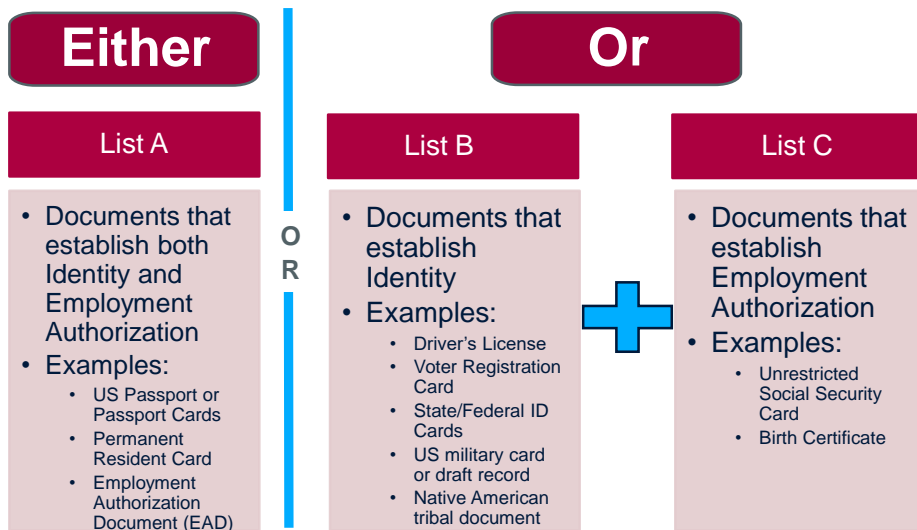 Either
Or
List A
• Documents that
establish both
Identity and
Employment
Authorization
• Examples:
• US Passport or
Passport Cards
• Permanent
Resident Card
• Employment
Authorization
Document (EAD)
O
R
List B
• Documents that
establish
Identity
• Examples:
• Driver’s License
• Voter Registration
Card
• State/Federal ID
Cards
• US military card
or draft record
• Native American
tribal document
List C
• Documents that
establish
Employment
Authorization
• Examples:
• Unrestricted
Social Security
Card
• Birth Certificate